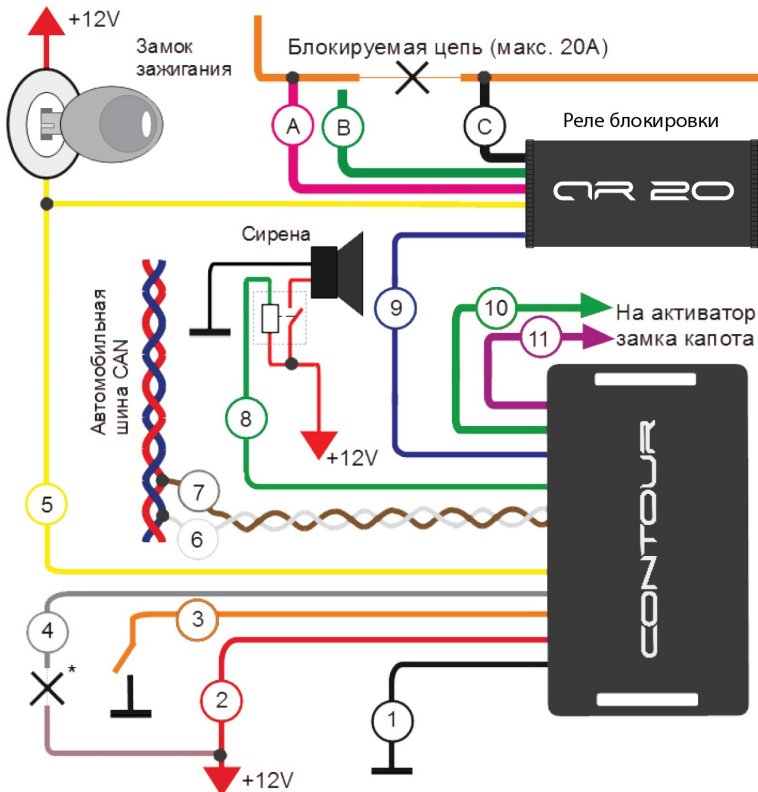 +12V
Замок
зажигания
Блокируемая цепь (макс. 20А)
A
B
C
Реле блокировки
AR 20
Сирена
Автомобильная
шина CAN
9
10
На активатор
11
замка капота
8
+12V
7
5
6
CONTOUR
4
3
*
2
1
+12V